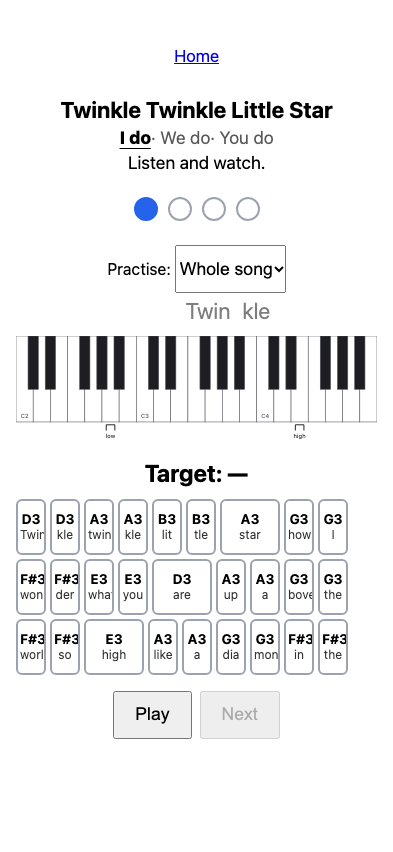 Home
Twinkle Twinkle Little Star
I do· We do· You do
Listen and watch.
Practise: Whole song
Twin kle
C2 C3 C4
low high
Target: —
D3 D3 A3 A3 B3 B3 A3 G3 G3
Twin kle twin kle lit tle star how I
F#3 F#3 E3 E3 D3 A3 A3 G3 G3
won der what you are up a bove the
F#3 F#3 E3 A3 A3 G3 G3 F#3 F#3
worl so high like a dia mon in the
Play Next